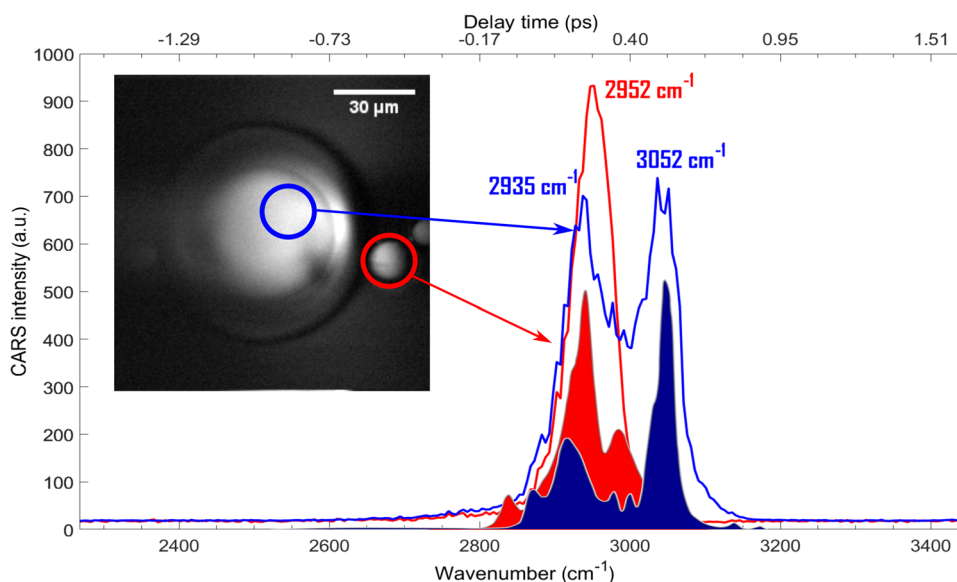 Delay time (ps)
-1.29 -0.73 -0.17 0.40 0.95 1.51
1000
900
800
700
600
500
400
300
200
100
0
CARS intensity (a.u.)
30 µm
2952 cm-1
2935 cm-1
3052 cm-1
2400 2600 2800 3000 3200 3400
Wavenumber (cm-1)